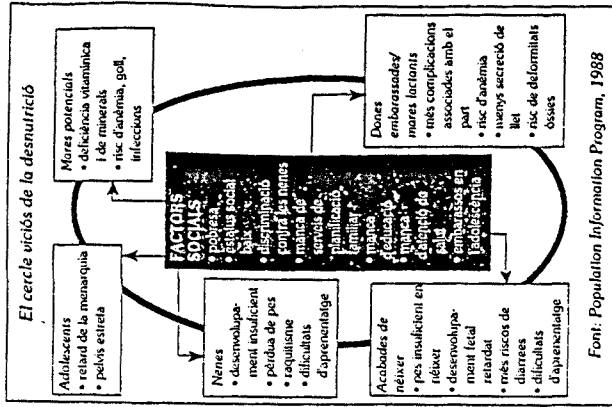 El cercle viciós de la desnutrició
Adolescents
• retard de la menarquia
• pelvis estreta
Mares potencials
• deficiència vitamínica
i de minerals
• risc d'anèmia, goll,
infeccions
Nenes
• desenvolupa-
ment insuficient
• pèrdua de pes
• raquitisme
• dificultats
d'aprenentatge
FACTORS
SOCIALS
• pobresa
• estatus social
baix
• discriminació
contra les nenes
• manca de
serveis de
planificació
familiar
• manca
d'educació
• manca
d'atenció de
salut
• embarassos en
l'adolescència
Dones
embarassades/
mares lactants
• més complicacions
associades amb el
part
• risc d'anèmia
• menys secreció de
llet
• risc de deformitats
òssies
Acabades de
néixer
• pes insuficient en
néixer
• desenvolupa-
ment fetal
retardat
• més riscos de
diarrees
• dificultats
d'aprenentatge
Font: Population Information Program, 1988